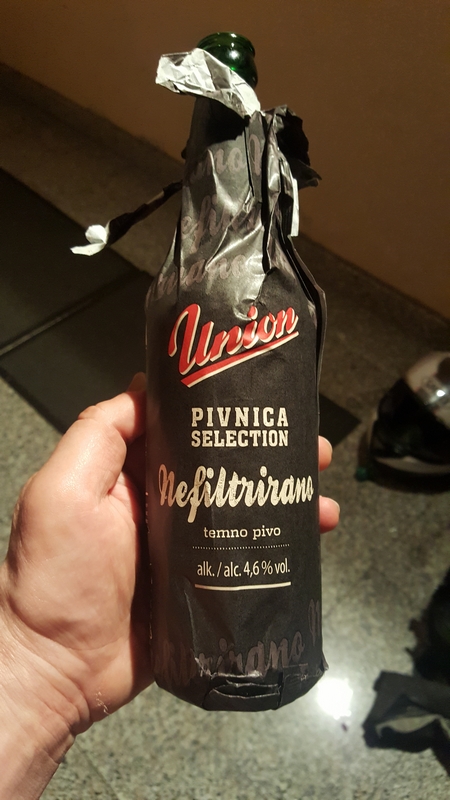 Union
PIVNICA
SELECTION
Nefiltrirano
temno pivo
alk. / alc. 4,6 % vol.